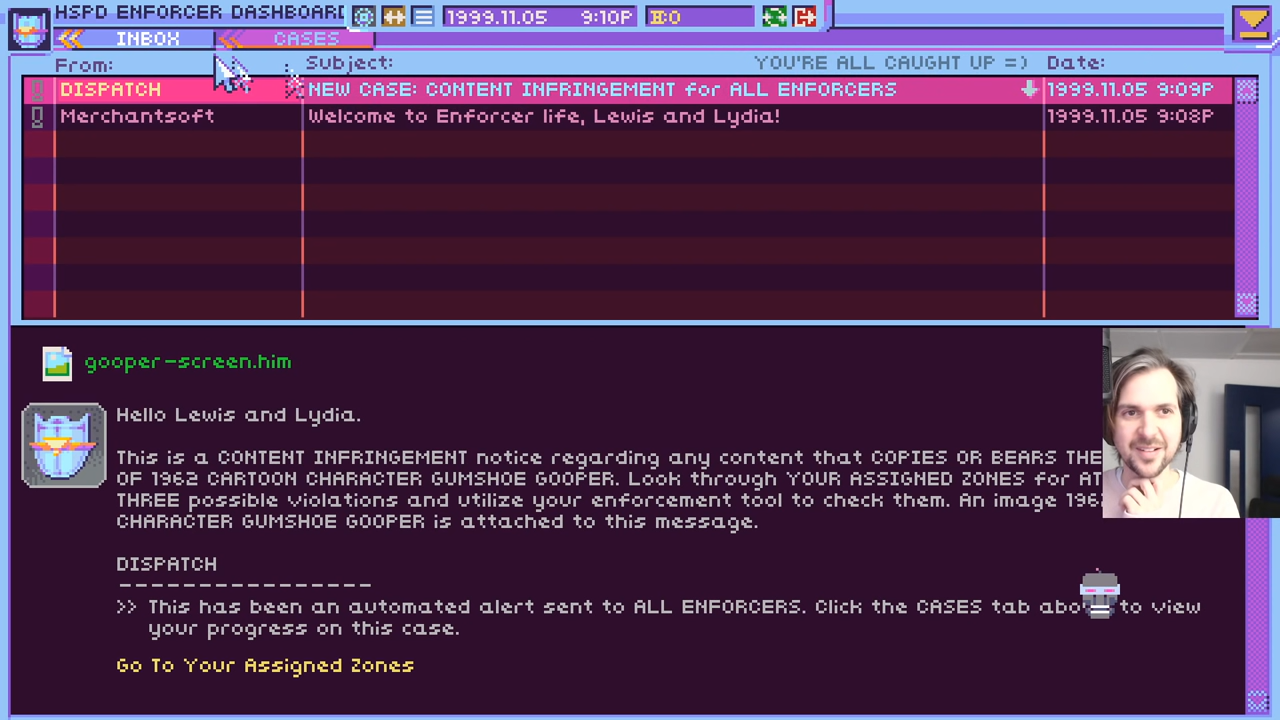 HSPD ENFORCER DASHBOARD
1999.11.05 9:10P
0
INBOX
CASES
From:
Subject:
YOU'RE ALL CAUGHT UP =)
Date:
DISPATCH
NEW CASE: CONTENT INFRINGEMENT for ALL ENFORCERS
1999.11.05 9:09P
Merchantsoft
Welcome to Enforcer life, Lewis and Lydia!
1999.11.05 9:08P
gooper-screen.him
Hello Lewis and Lydia.
This is a CONTENT INFRINGEMENT notice regarding any content that COPIES OR BEARS THE
OF 1962 CARTOON CHARACTER GUMSHOE GOOPER. Look through YOUR ASSIGNED ZONES for AT
THREE possible violations and utilize your enforcement tool to check them. An image 196
CHARACTER GUMSHOE GOOPER is attached to this message.
DISPATCH
----------------
>> This has been an automated alert sent to ALL ENFORCERS. Click the CASES tab to view
your progress on this case.
Go To Your Assigned Zones